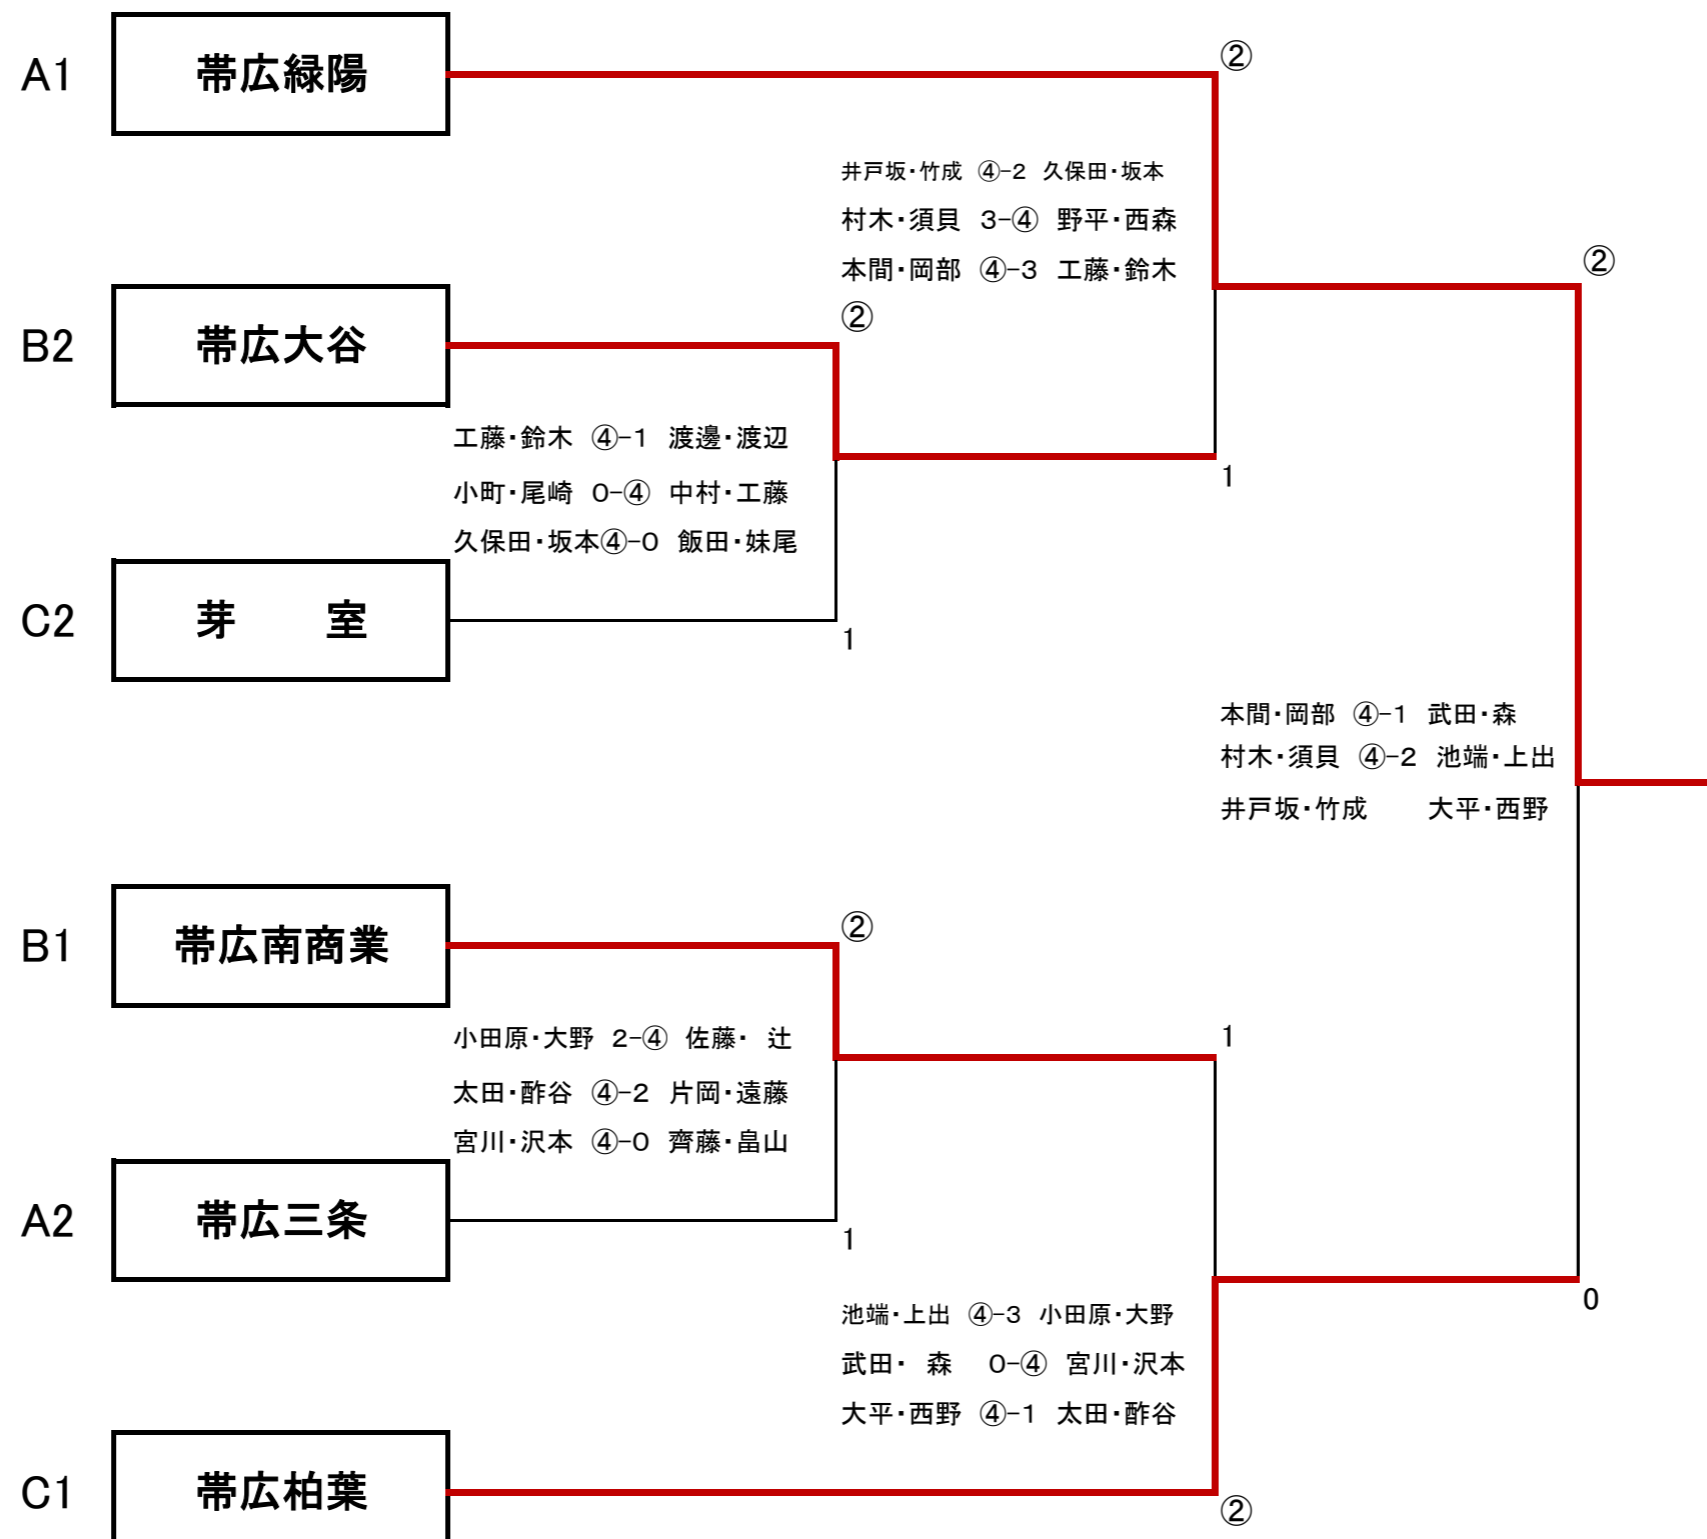 A1 帯広緑陽 ②
井戸坂・竹成 ④-2 久保田・坂本
村木・須貝 3-④ 野平・西森
本間・岡部 ④-3 工藤・鈴木
②
B2 帯広大谷 ②
工藤・鈴木 ④-1 渡邊・渡辺
1
小町・尾崎 0-④ 中村・工藤
久保田・坂本④-0 飯田・妹尾
C2 芽 室 1
本間・岡部 ④-1 武田・森
村木・須貝 ④-2 池端・上出
井戸坂・竹成 大平・西野
B1 帯広南商業 ②
小田原・大野 2-④ 佐藤・ 辻
1
太田・酢谷 ④-2 片岡・遠藤
宮川・沢本 ④-0 齊藤・畠山
A2 帯広三条 1
0
池端・上出 ④-3 小田原・大野
武田・ 森 0-④ 宮川・沢本
大平・西野 ④-1 太田・酢谷
C1 帯広柏葉 ②